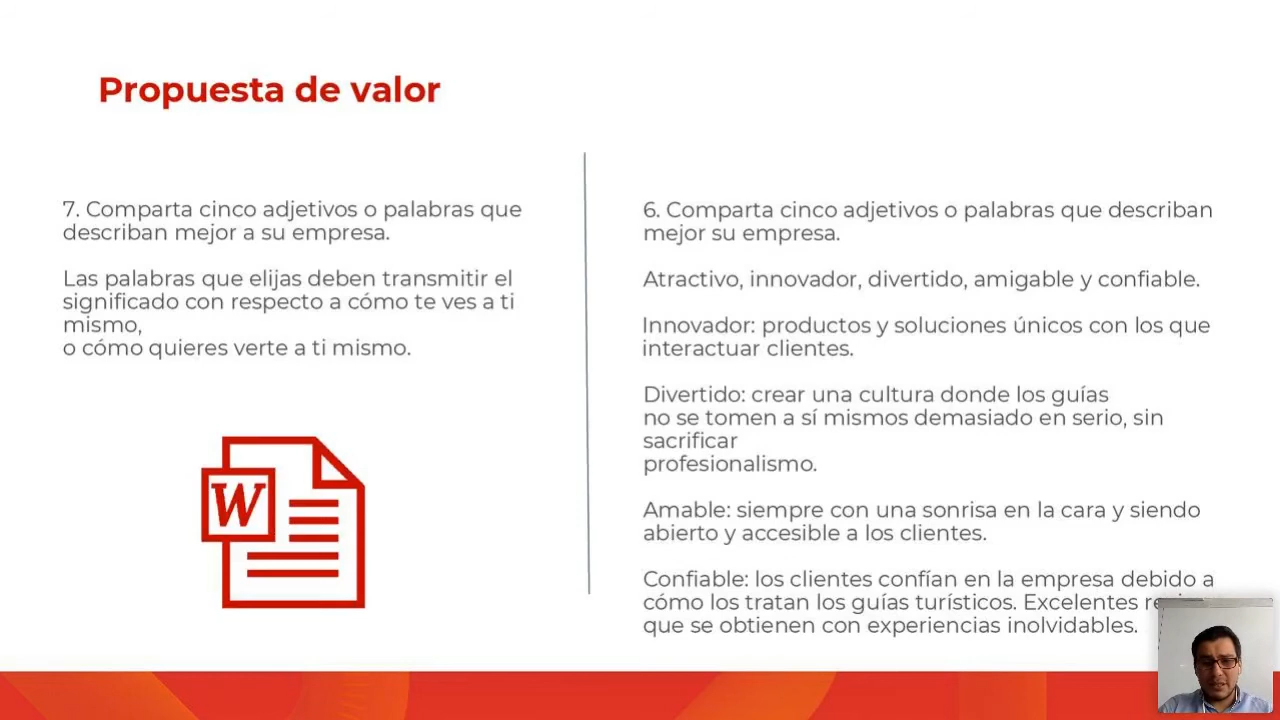 Propuesta de valor
7. Comparta cinco adjetivos o palabras que
describan mejor a su empresa.
Las palabras que elijas deben transmitir el
significado con respecto a cómo te ves a ti
mismo,
o cómo quieres verte a ti mismo.
W
6. Comparta cinco adjetivos o palabras que describan
mejor su empresa.
Atractivo, innovador, divertido, amigable y confiable.
Innovador: productos y soluciones únicos con los que
interactuar clientes.
Divertido: crear una cultura donde los guías
no se tomen a sí mismos demasiado en serio, sin
sacrificar
profesionalismo.
Amable: siempre con una sonrisa en la cara y siendo
abierto y accesible a los clientes.
Confiable: los clientes confían en la empresa debido a
cómo los tratan los guías turísticos. Excelentes
que se obtienen con experiencias inolvidables.